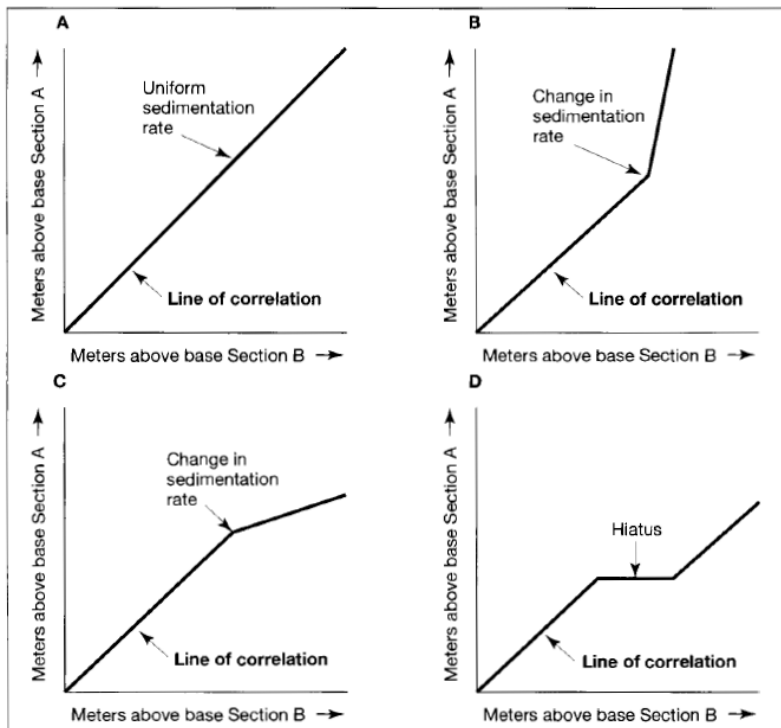 A
Meters above base Section A →
Uniform
sedimentation
rate
Line of correlation
Meters above base Section B →
B
Meters above base Section A →
Change in
sedimentation
rate
Line of correlation
Meters above base Section B →
C
Meters above base Section A →
Change in
sedimentation
rate
Line of correlation
Meters above base Section B →
D
Meters above base Section A →
Hiatus
Line of correlation
Meters above base Section B →